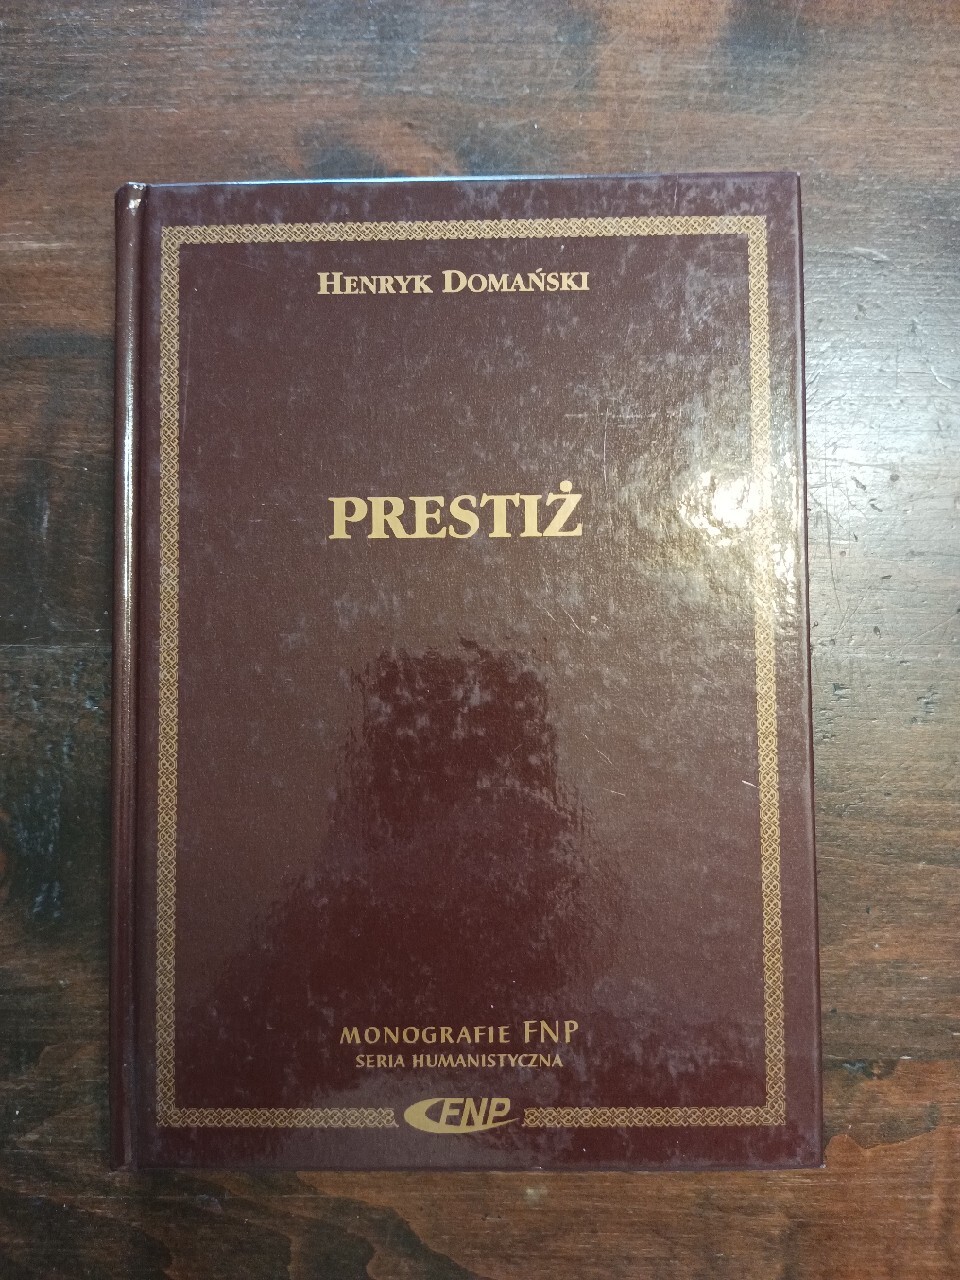 HENRYK DOMAŃSKI
PRESTIŻ
MONOGRAFIE FNP
SERIA HUMANISTYCZNA
FNP